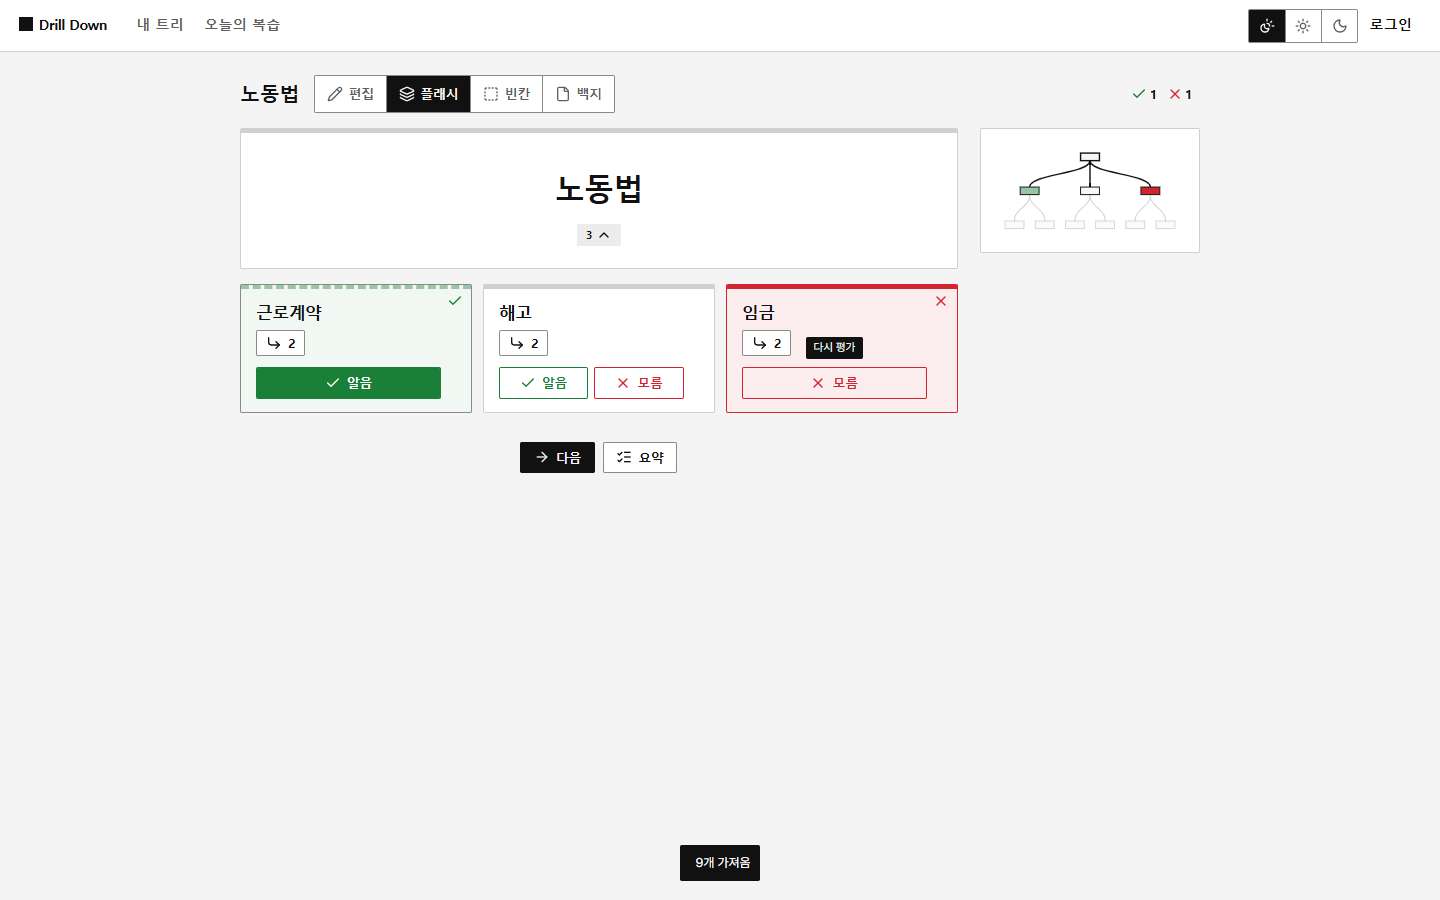 Drill Down 내 트리 오늘의 복습 로그인
노동법 편집 플래시 빈칸 백지 1 1
노동법
3
근로계약
2
알음
해고
2
알음 모름
임금
2 다시 평가
모름
다음 요약
9개 가져옴